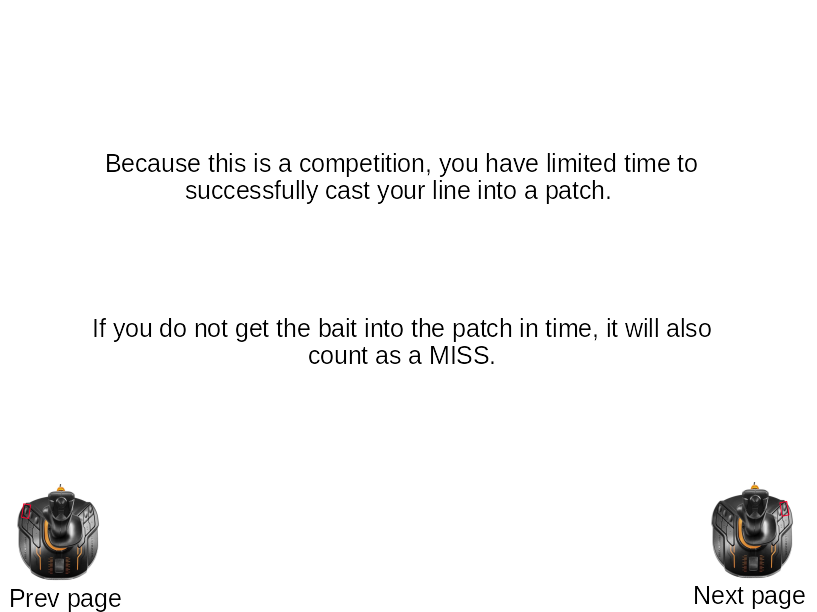 Because this is a competition, you have limited time to
successfully cast your line into a patch.
If you do not get the bait into the patch in time, it will also
count as a MISS.
Prev page
Next page